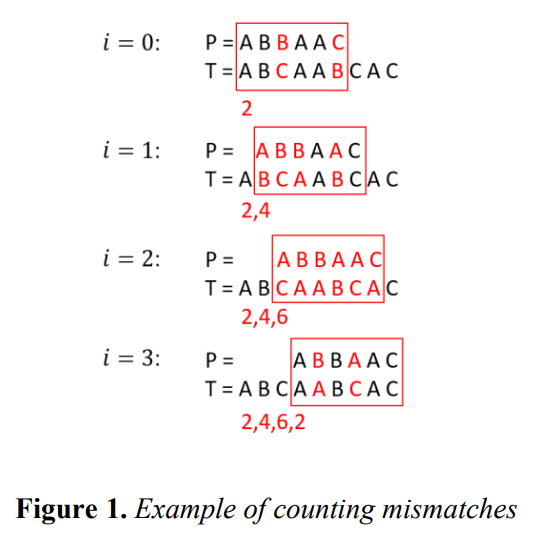 i = 0: P = A B B A A C
T = A B C A A B C A C
2
i = 1: P = A B B A A C
T = A B C A A B C A C
2,4
i = 2: P = A B B A A C
T = A B C A A B C A C
2,4,6
i = 3: P = A B B A A C
T = A B C A A B C A C
2,4,6,2
Figure 1. Example of counting mismatches